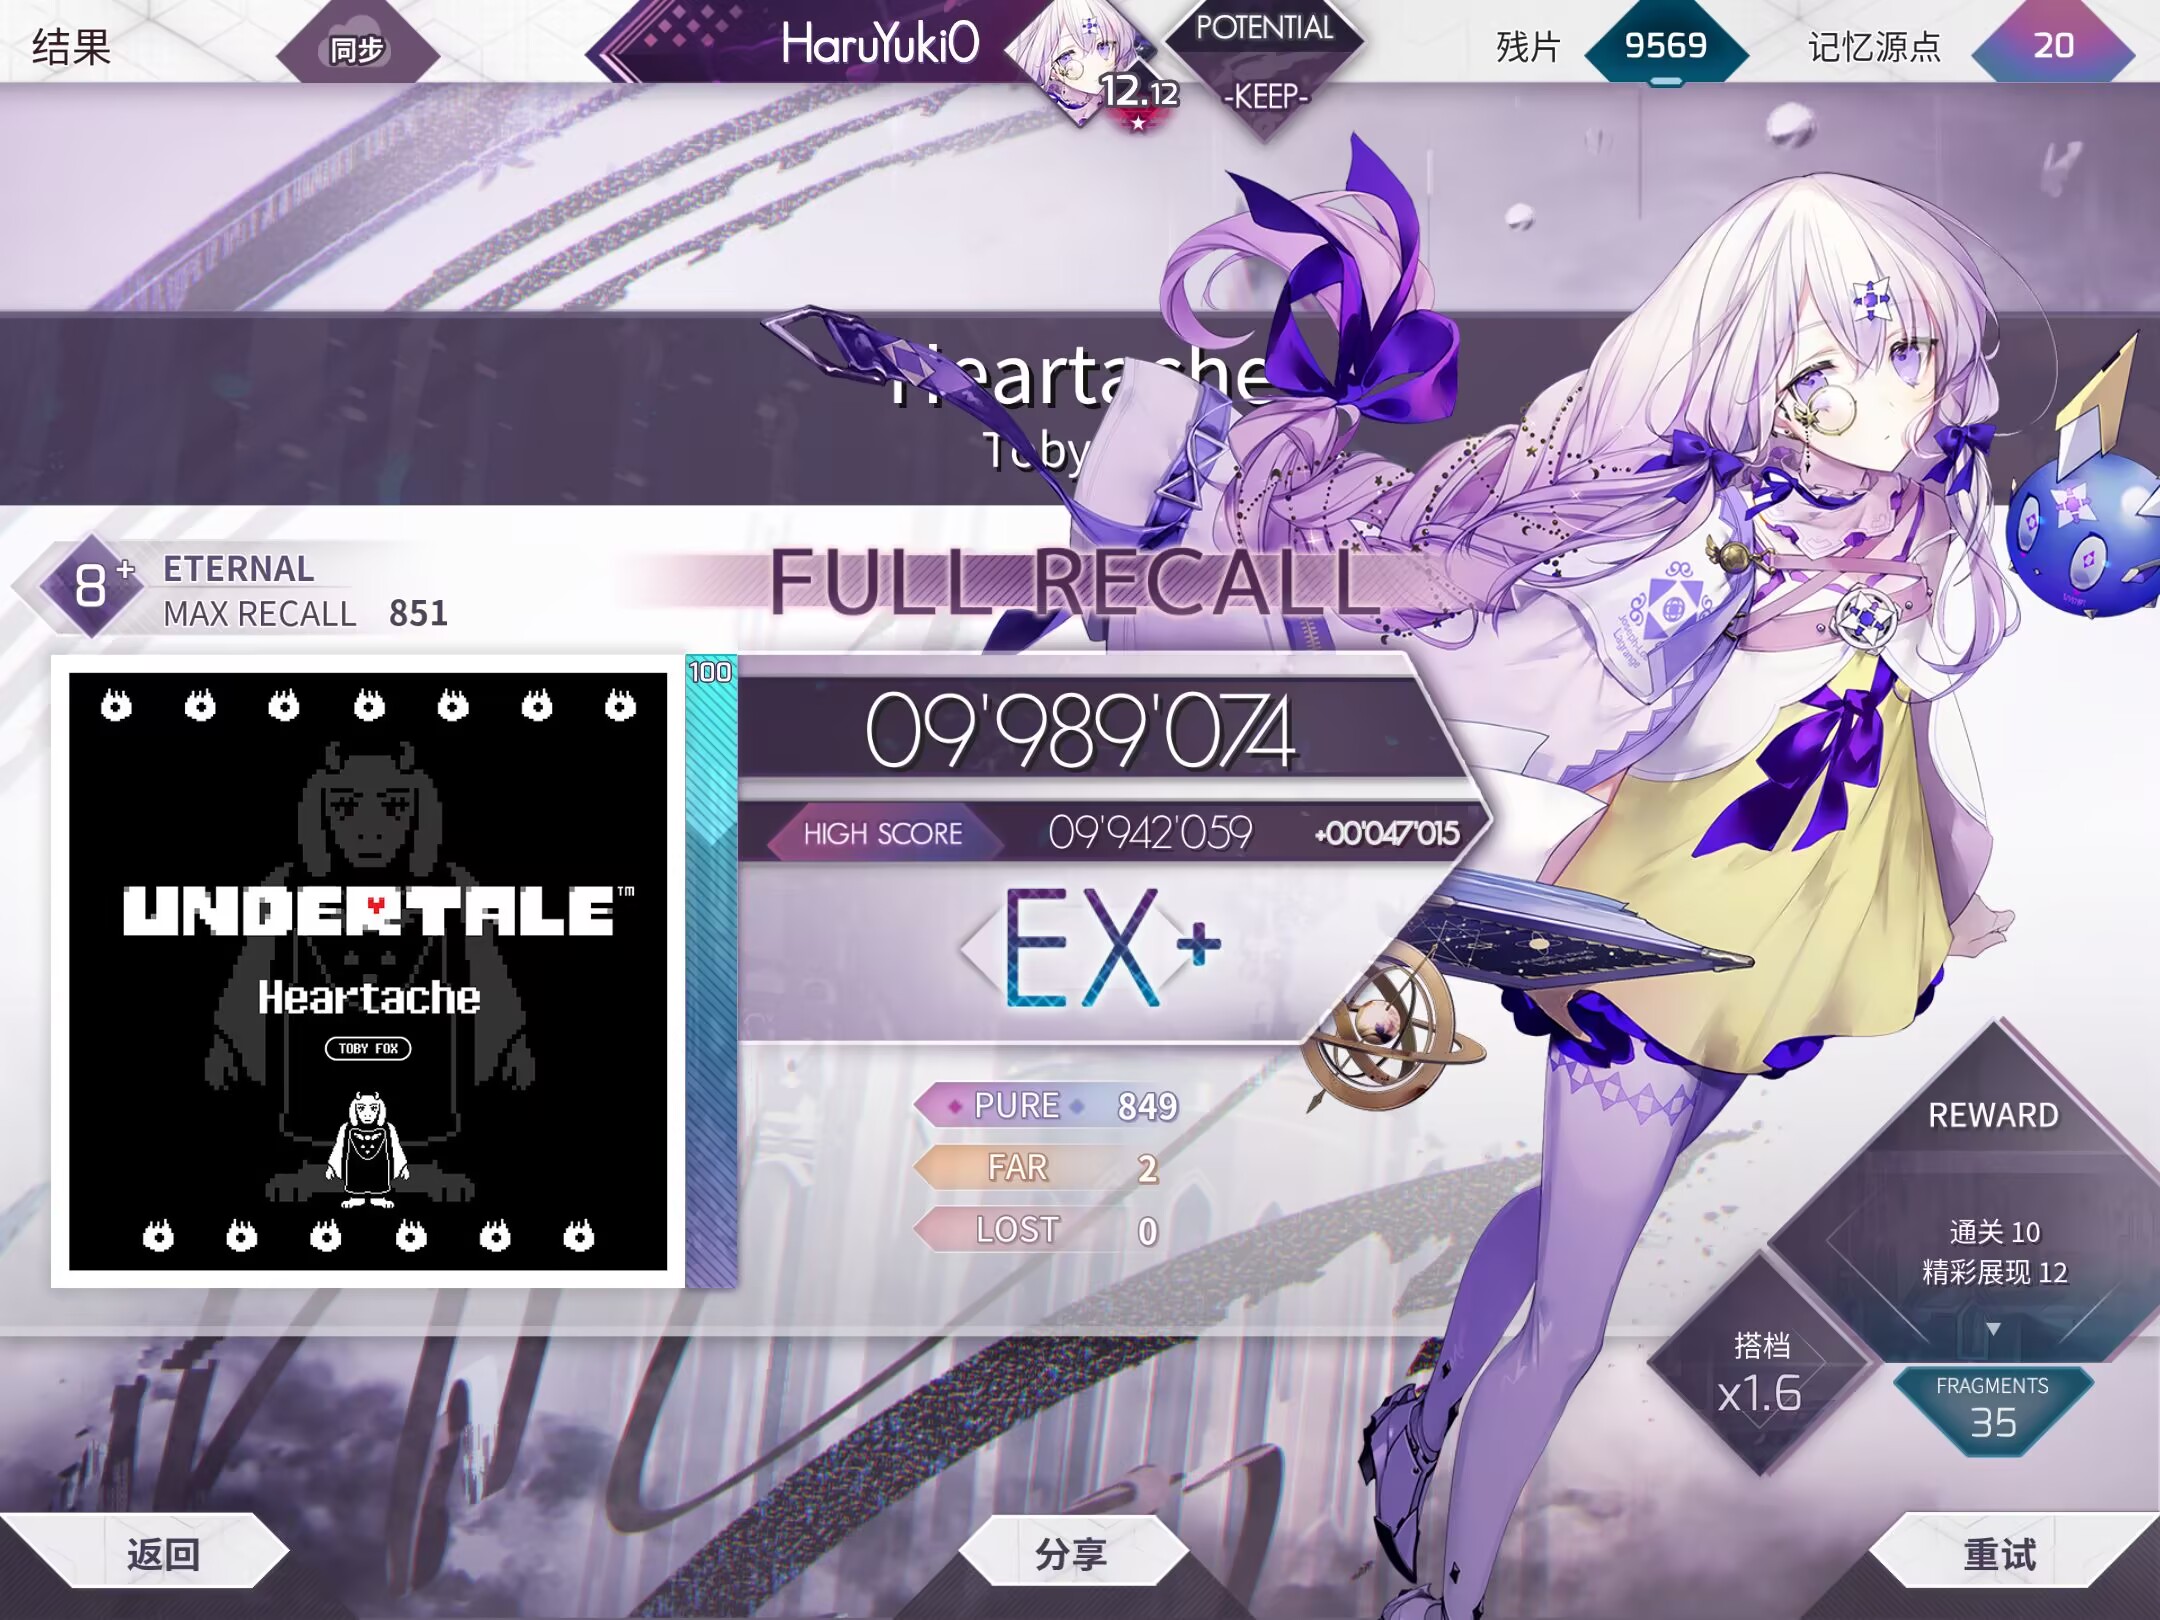 结果
同步
HaruYuki0
12.12
POTENTIAL
-KEEP-
残片
9569
记忆源点
20
Heartache
Toby
8+
ETERNAL
MAX RECALL 851
FULL RECALL
100
09'989'074
HIGH SCORE 09'942'059 +00'047'015
EX+
UNDERTALE™
Heartache
TOBY FOX
PURE 849
FAR 2
LOST 0
REWARD
通关 10
精彩展现 12
搭档
x1.6
FRAGMENTS
35
返回
分享
重试